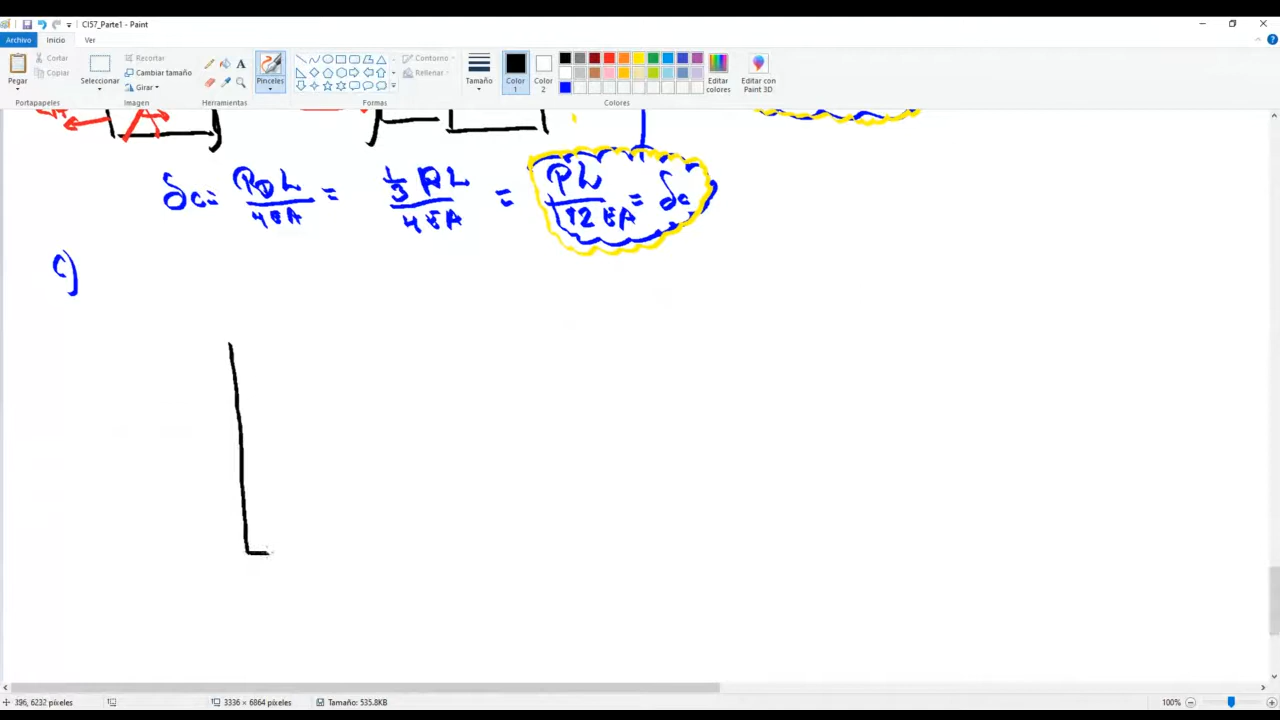 CI57_Parte1 - Paint
Archivo Inicio Ver
Pegar
Cortar
Copiar
Portapapeles
Seleccionar
Recortar
Cambiar tamaño
Girar
Imagen
A
Herramientas
Pinceles
Contorno
Rellenar
Formas
Tamaño
Color 1
Color 2
Editar colores
Colores
Editar con Paint 3D
δc = P_D L / 4EA = 1/3 P L / 4EA = PL / 12EA = δc
c)
396, 6232 píxeles
3336 × 6864 píxeles
Tamaño: 535.8KB
100%